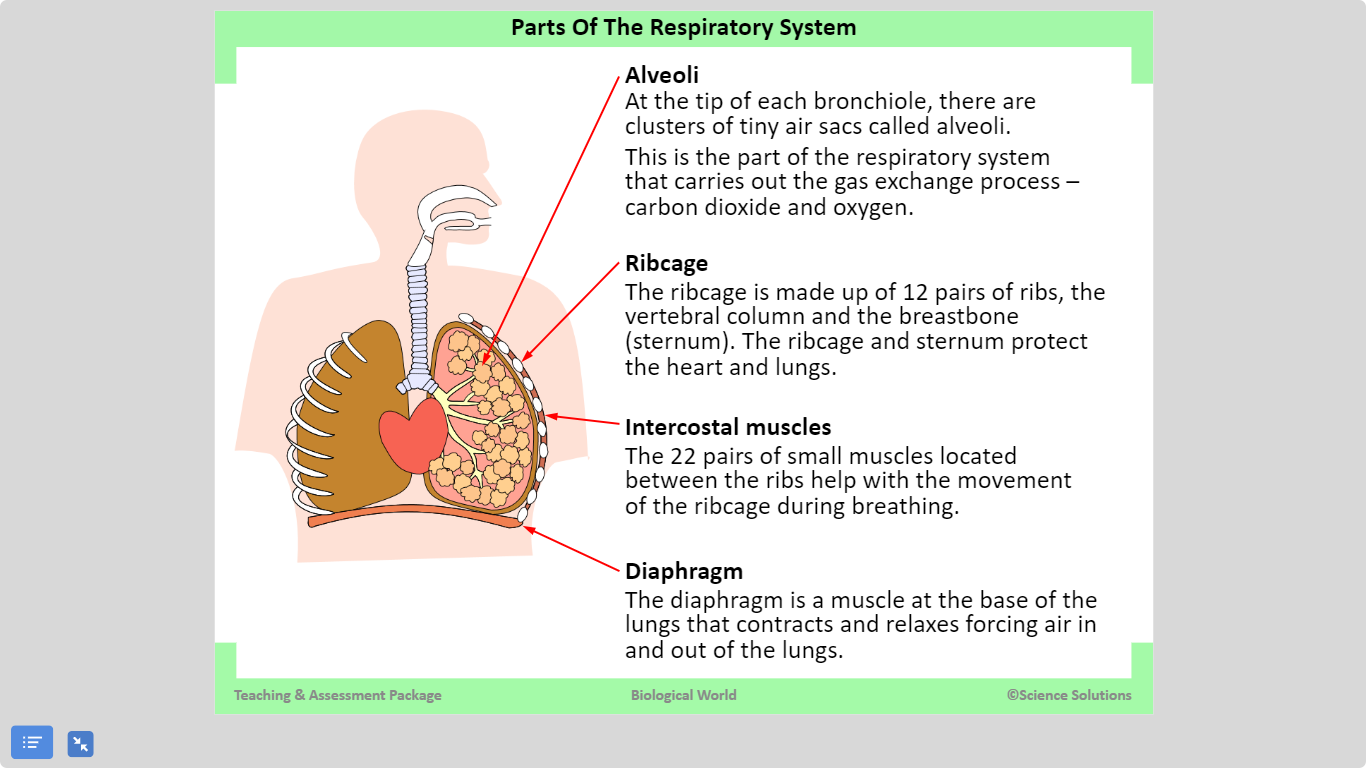 Parts Of The Respiratory System
Alveoli
At the tip of each bronchiole, there are
clusters of tiny air sacs called alveoli.
This is the part of the respiratory system
that carries out the gas exchange process –
carbon dioxide and oxygen.
Ribcage
The ribcage is made up of 12 pairs of ribs, the
vertebral column and the breastbone
(sternum). The ribcage and sternum protect
the heart and lungs.
Intercostal muscles
The 22 pairs of small muscles located
between the ribs help with the movement
of the ribcage during breathing.
Diaphragm
The diaphragm is a muscle at the base of the
lungs that contracts and relaxes forcing air in
and out of the lungs.
Teaching & Assessment Package
Biological World
©Science Solutions